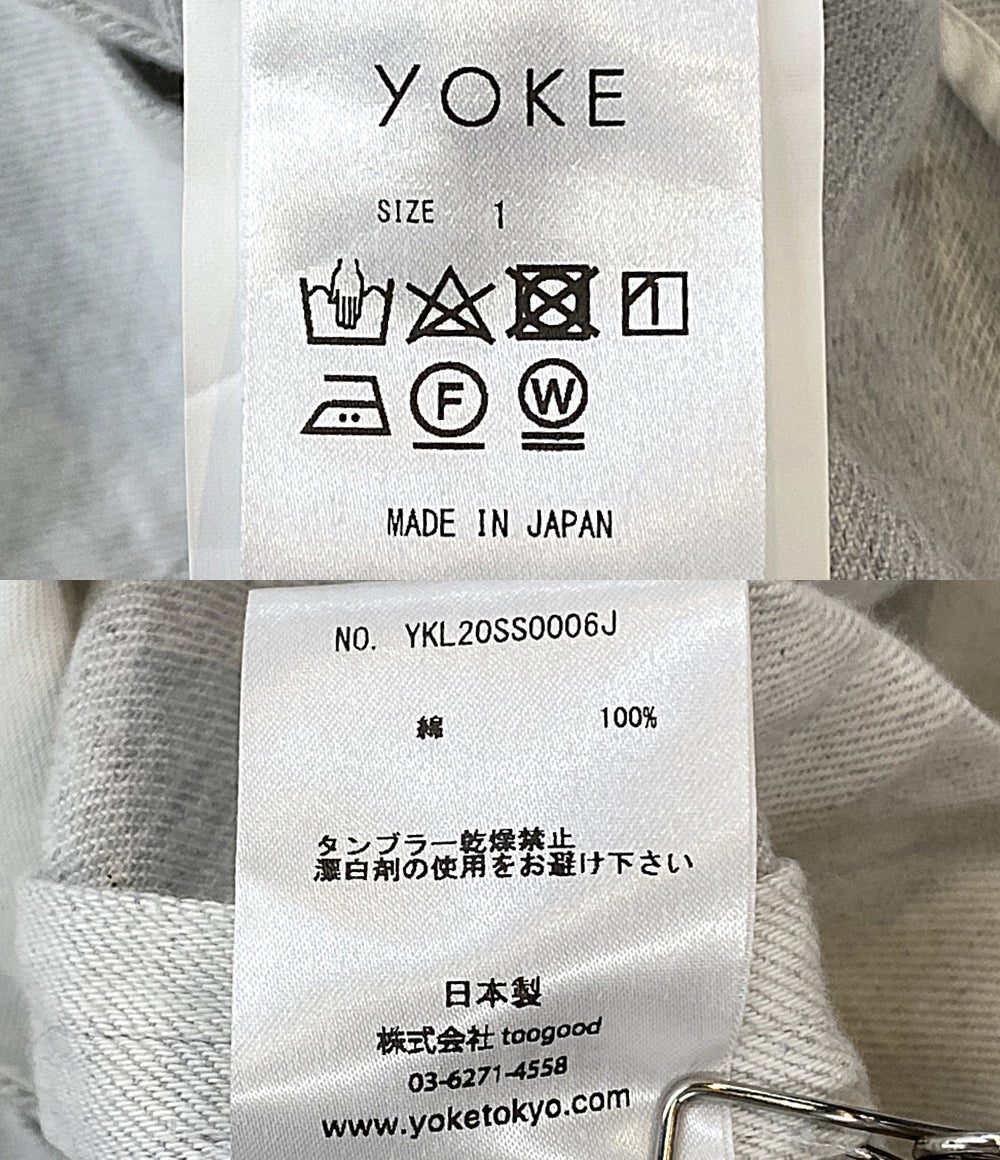 YOKE
SIZE 1
F W
MADE IN JAPAN
NO. YKL20SS0006J
綿 100%
タンブラー乾燥禁止
漂白剤の使用をお避け下さい
日本製
株式会社 toogood
03-6271-4558
www.yoketokyo.com